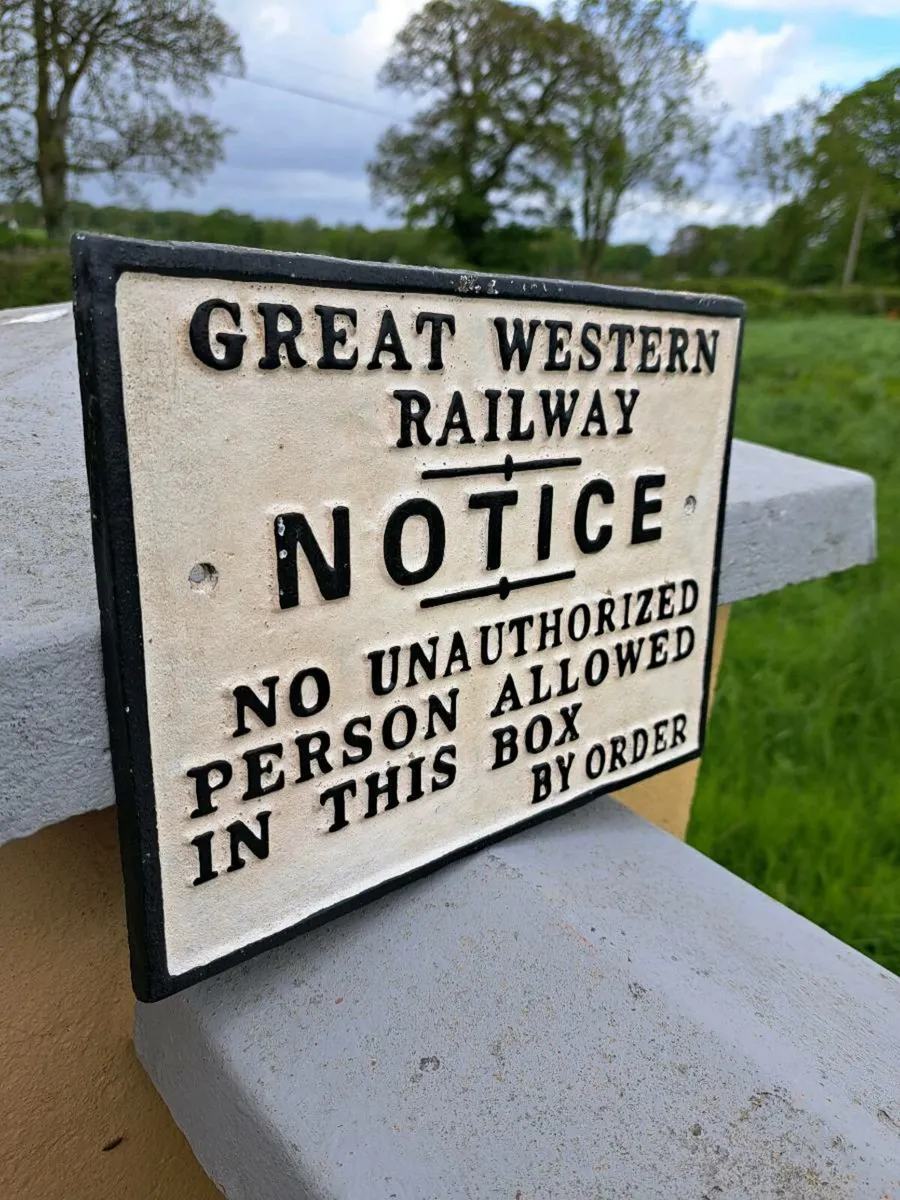 GREAT WESTERN
RAILWAY
NOTICE
NO UNAUTHORIZED
PERSON ALLOWED
IN THIS BOX
BY ORDER